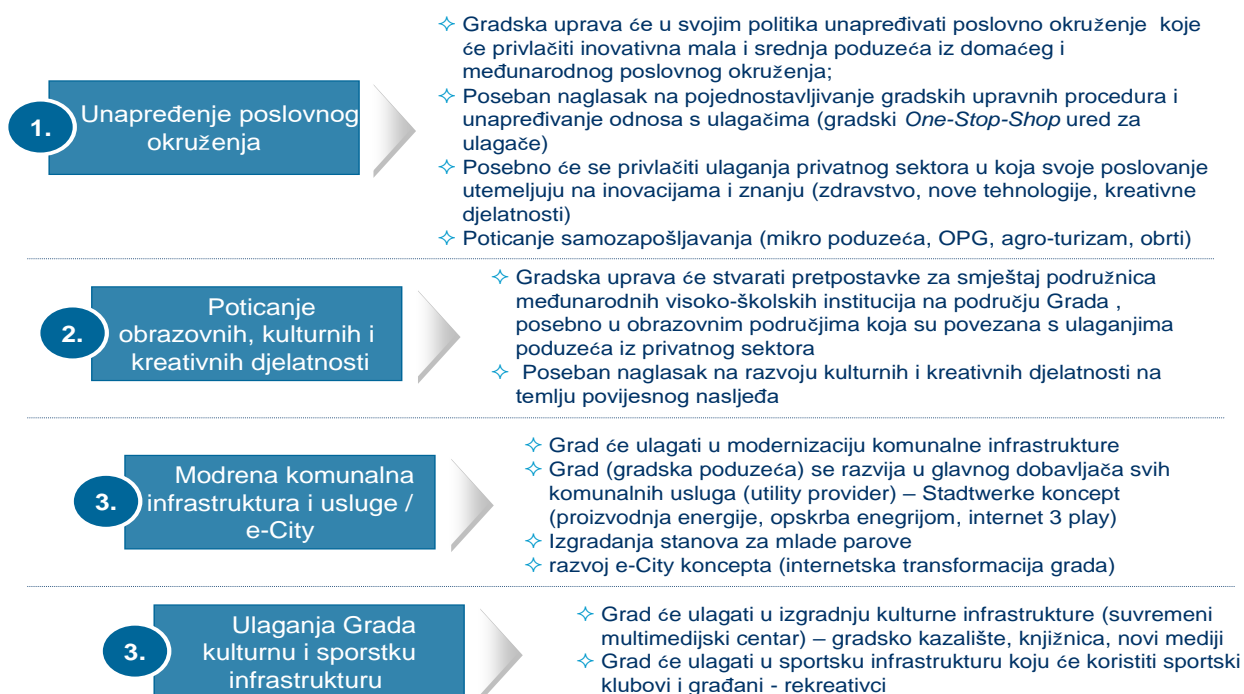 1.
Unapređenje poslovnog
okruženja
✧ Gradska uprava će u svojim politika unapređivati poslovno okruženje koje
će privlačiti inovativna mala i srednja poduzeća iz domaćeg i
međunarodnog poslovnog okruženja;
✧ Poseban naglasak na pojednostavljivanje gradskih upravnih procedura i
unapređivanje odnosa s ulagačima (gradski One-Stop-Shop ured za
ulagače)
✧ Posebno će se privlačiti ulaganja privatnog sektora u koja svoje poslovanje
utemeljuju na inovacijama i znanju (zdravstvo, nove tehnologije, kreativne
djelatnosti)
✧ Poticanje samozapošljavanja (mikro poduzeća, OPG, agro-turizam, obrti)
2.
Poticanje
obrazovnih, kulturnih i
kreativnih djelatnosti
✧ Gradska uprava će stvarati pretpostavke za smještaj podružnica
međunarodnih visoko-školskih institucija na području Grada ,
posebno u obrazovnim područjima koja su povezana s ulaganjima
poduzeća iz privatnog sektora
✧ Poseban naglasak na razvoju kulturnih i kreativnih djelatnosti na
temlju povijesnog nasljeđa
3.
Modrena komunalna
infrastruktura i usluge /
e-City
✧ Grad će ulagati u modernizaciju komunalne infrastrukture
✧ Grad (gradska poduzeća) se razvija u glavnog dobavljača svih
komunalnih usluga (utility provider) – Stadtwerke koncept
(proizvodnja energije, opskrba enegrijom, internet 3 play)
✧ Izgradanja stanova za mlade parove
✧ razvoj e-City koncepta (internetska transformacija grada)
3.
Ulaganja Grada
kulturnu i sporstku
infrastrukturu
✧ Grad će ulagati u izgradnju kulturne infrastrukture (suvremeni
multimedijski centar) – gradsko kazalište, knjižnica, novi mediji
✧ Grad će ulagati u sportsku infrastrukturu koju će koristiti sportski
klubovi i građani - rekreativci